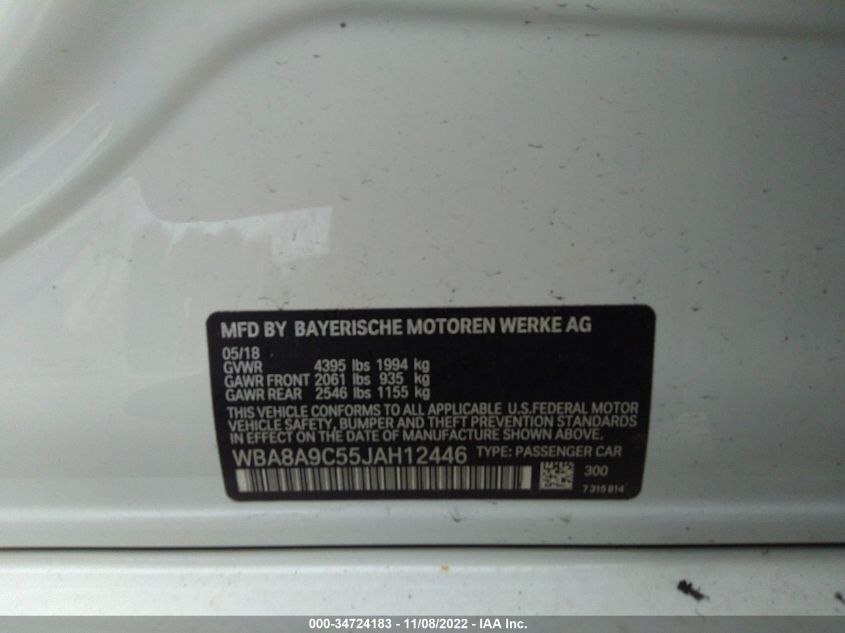 MFD BY BAYERISCHE MOTOREN WERKE AG
05/18
GVWR 4395 lbs 1994 kg
GAWR FRONT 2061 lbs 935 kg
GAWR REAR 2546 lbs 1155 kg
THIS VEHICLE CONFORMS TO ALL APPLICABLE U.S.FEDERAL MOTOR
VEHICLE SAFETY, BUMPER AND THEFT PREVENTION STANDARDS
IN EFFECT ON THE DATE OF MANUFACTURE SHOWN ABOVE.
WBA8A9C55JAH12446 TYPE: PASSENGER CAR
300
7 315 814
000-34724183 - 11/08/2022 - IAA Inc.